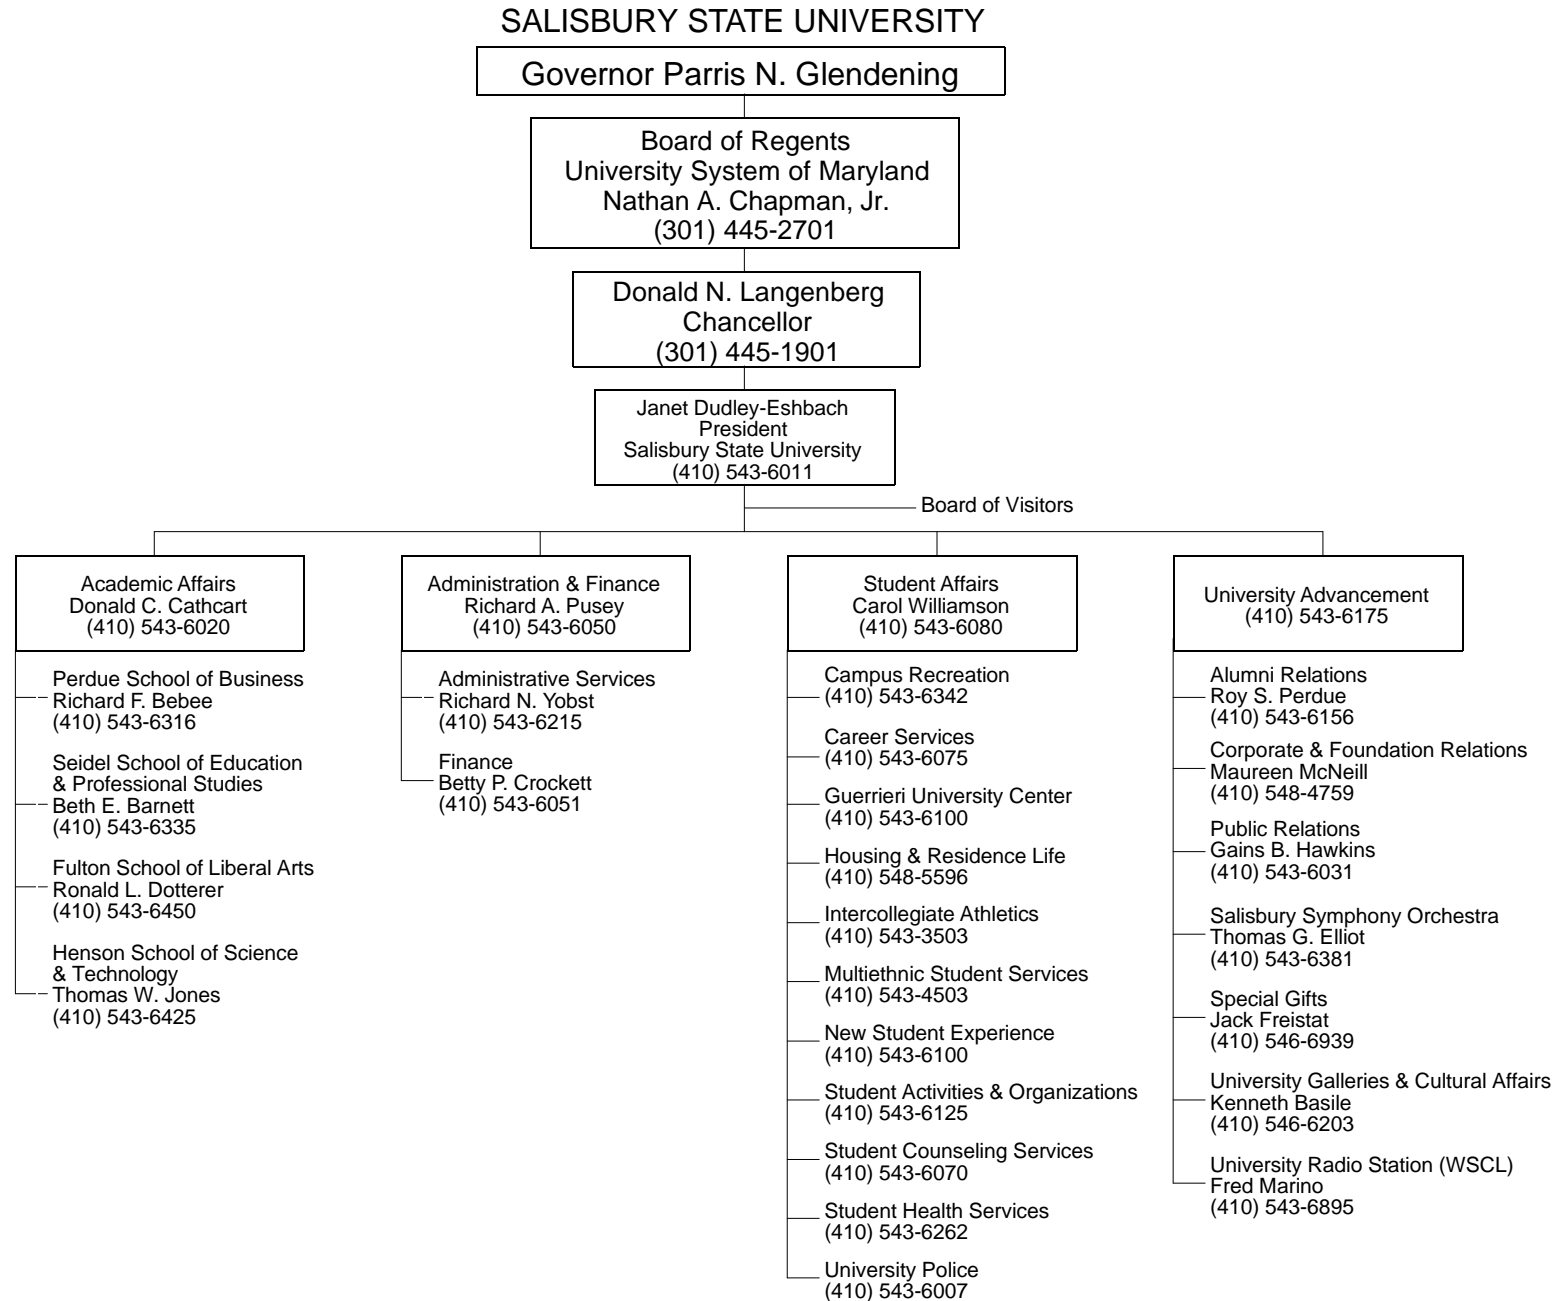 SALISBURY STATE UNIVERSITY
Governor Parris N. Glendening
Board of Regents
University System of Maryland
Nathan A. Chapman, Jr.
(301) 445-2701
Donald N. Langenberg
Chancellor
(301) 445-1901
Janet Dudley-Eshbach
President
Salisbury State University
(410) 543-6011
Board of Visitors
Academic Affairs
Donald C. Cathcart
(410) 543-6020
Perdue School of Business
Richard F. Bebee
(410) 543-6316
Seidel School of Education
& Professional Studies
Beth E. Barnett
(410) 543-6335
Fulton School of Liberal Arts
Ronald L. Dotterer
(410) 543-6450
Henson School of Science
& Technology
Thomas W. Jones
(410) 543-6425
Administration & Finance
Richard A. Pusey
(410) 543-6050
Administrative Services
Richard N. Yobst
(410) 543-6215
Finance
Betty P. Crockett
(410) 543-6051
Student Affairs
Carol Williamson
(410) 543-6080
Campus Recreation
(410) 543-6342
Career Services
(410) 543-6075
Guerrieri University Center
(410) 543-6100
Housing & Residence Life
(410) 548-5596
Intercollegiate Athletics
(410) 543-3503
Multiethnic Student Services
(410) 543-4503
New Student Experience
(410) 543-6100
Student Activities & Organizations
(410) 543-6125
Student Counseling Services
(410) 543-6070
Student Health Services
(410) 543-6262
University Police
(410) 543-6007
University Advancement
(410) 543-6175
Alumni Relations
Roy S. Perdue
(410) 543-6156
Corporate & Foundation Relations
Maureen McNeill
(410) 548-4759
Public Relations
Gains B. Hawkins
(410) 543-6031
Salisbury Symphony Orchestra
Thomas G. Elliot
(410) 543-6381
Special Gifts
Jack Freistat
(410) 546-6939
University Galleries & Cultural Affairs
Kenneth Basile
(410) 546-6203
University Radio Station (WSCL)
Fred Marino
(410) 543-6895